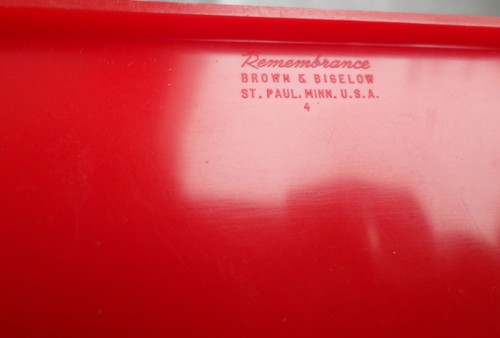 Remembrance
BROWN & BIGELOW
ST. PAUL. MINN. U.S.A.
4